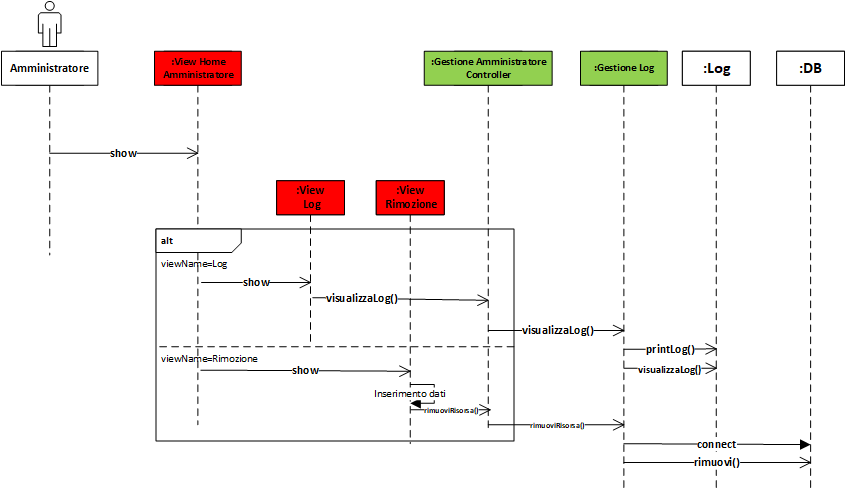 Amministratore
:View Home
Amministratore
:Gestione Amministratore
Controller
:Gestione Log
:Log
:DB
show
:View
Log
:View
Rimozione
alt
viewName=Log
show
visualizzaLog()
visualizzaLog()
printLog()
viewName=Rimozione
show
visualizzaLog()
Inserimento dati
rimuoviRisorsa()
rimuoviRisorsa()
connect
rimuovi()